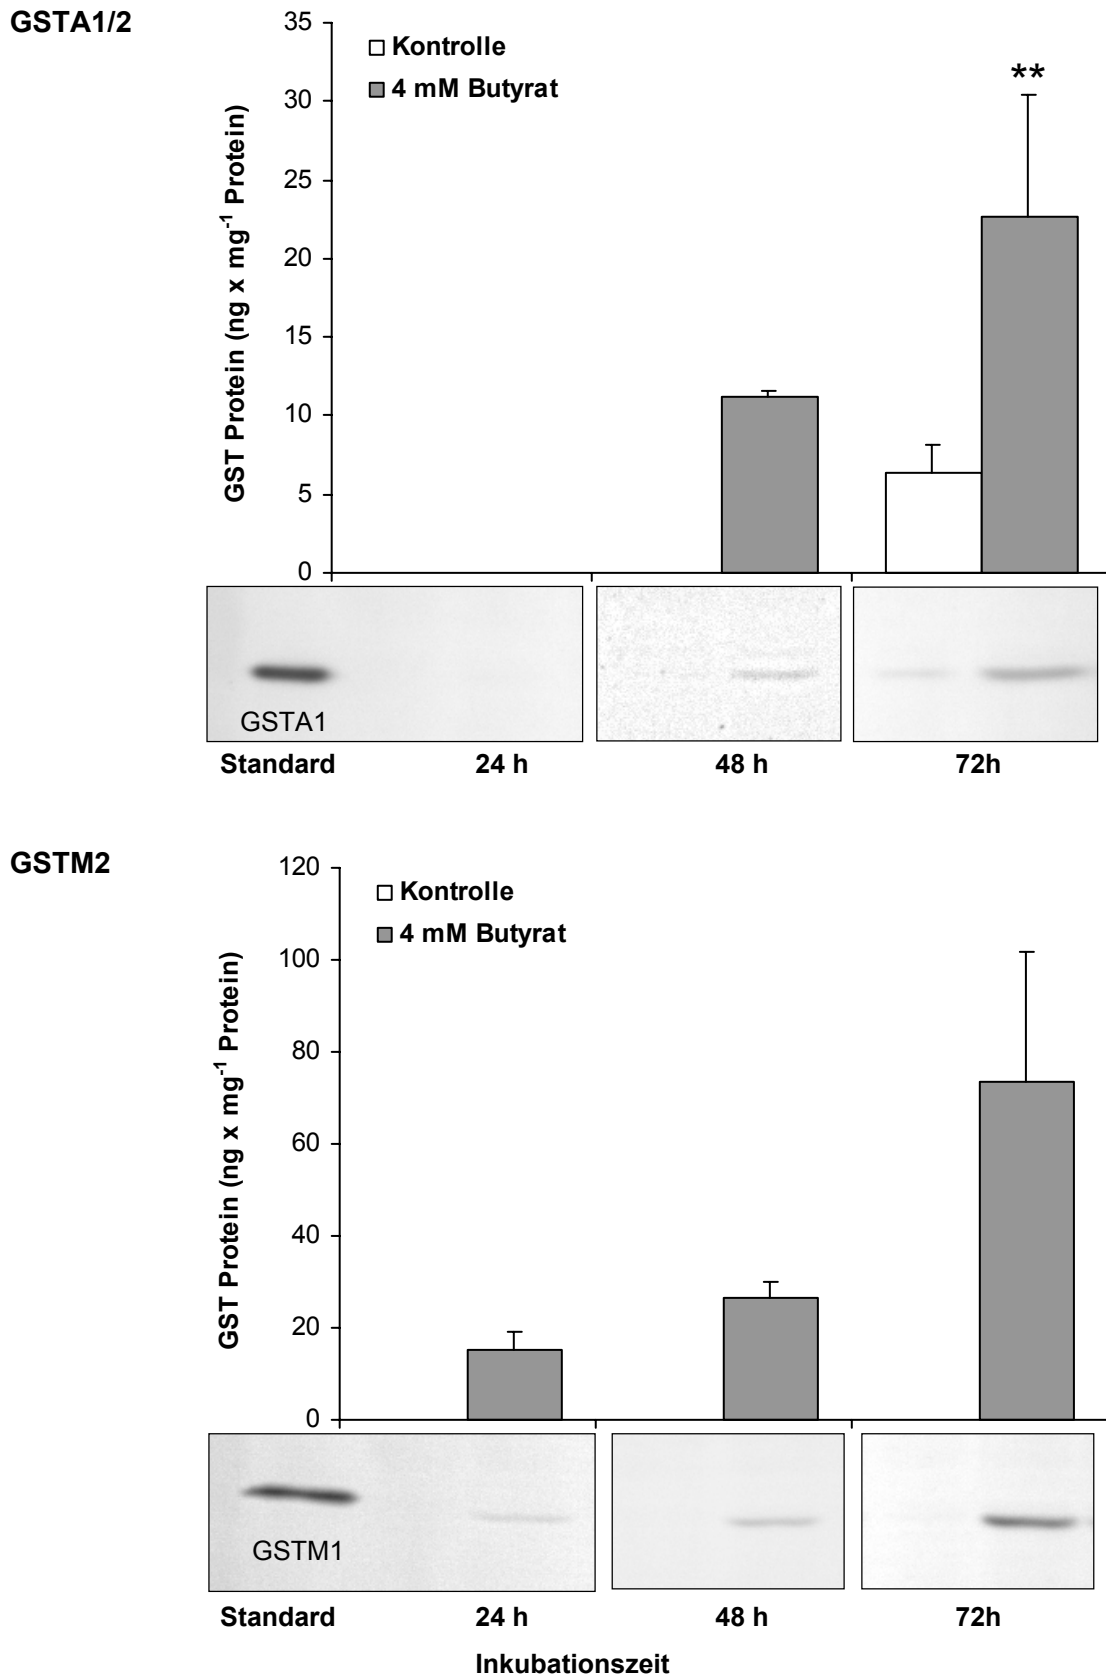 GSTA1/2
35
30
25
20
15
10
5
0
GST Protein (ng x mg⁻¹ Protein)
Kontrolle
4 mM Butyrat
**
GSTA1
Standard 24 h 48 h 72h
GSTM2
120
100
80
60
40
20
0
GST Protein (ng x mg⁻¹ Protein)
Kontrolle
4 mM Butyrat
GSTM1
Standard 24 h 48 h 72h
Inkubationszeit